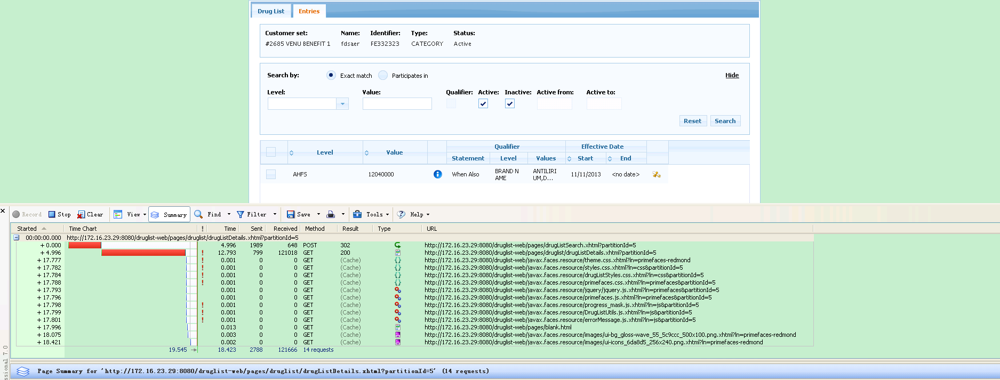 Drug List Entries
Customer set: Name: Identifier: Type: Status:
#2685 VENU BENEFIT 1 fdsaer FE332323 CATEGORY Active
Search by: Exact match Participates in Hide
Level: Value: Qualifier: Active: Inactive: Active from: Active to:
Reset Search
Qualifier Effective Date
Level Value
Statement Level Values Start End
AHFS 12040000 When Also BRAND N AME ANTILIRI UM,D... 11/11/2013 <no date>
Record Stop Clear View Summary Find Filter Save Tools Help
Started Time Chart ! Time Sent Received Method Result Type URL
00:00:00.000 http://172.16.23.29:8080/druglist-web/pages/druglist/drugListDetails.xhtml?partitionId=5
+ 0.000 4.996 1989 648 POST 302 http://172.16.23.29:8080/druglist-web/pages/drugListSearch.xhtml?partitionId=5
+ 4.996 ! 12.793 799 121018 GET 200 http://172.16.23.29:8080/druglist-web/pages/druglist/drugListDetails.xhtml?partitionId=5
+ 17.777 ! 0.001 0 0 GET (Cache) http://172.16.23.29:8080/druglist-web/javax.faces.resource/theme.css.xhtml?ln=primefaces-redmond
+ 17.782 ! 0.001 0 0 GET (Cache) http://172.16.23.29:8080/druglist-web/javax.faces.resource/styles.css.xhtml?ln=css&partitionId=5
+ 17.784 ! 0.001 0 0 GET (Cache) http://172.16.23.29:8080/druglist-web/javax.faces.resource/drugListStyles.css.xhtml?ln=css&partitionId=5
+ 17.788 ! 0.001 0 0 GET (Cache) http://172.16.23.29:8080/druglist-web/javax.faces.resource/primefaces.css.xhtml?ln=primefaces&partitionId=5
+ 17.793 0.001 0 0 GET (Cache) http://172.16.23.29:8080/druglist-web/javax.faces.resource/jquery/jquery.js.xhtml?ln=primefaces&partitionId=5
+ 17.796 0.001 0 0 GET (Cache) http://172.16.23.29:8080/druglist-web/javax.faces.resource/primefaces.js.xhtml?ln=primefaces&partitionId=5
+ 17.798 ! 0.001 0 0 GET (Cache) http://172.16.23.29:8080/druglist-web/javax.faces.resource/progress_mask.js.xhtml?ln=js&partitionId=5
+ 17.799 ! 0.001 0 0 GET (Cache) http://172.16.23.29:8080/druglist-web/javax.faces.resource/DrugListUtils.js.xhtml?ln=js&partitionId=5
+ 17.801 ! 0.001 0 0 GET (Cache) http://172.16.23.29:8080/druglist-web/javax.faces.resource/errorMessage.js.xhtml?ln=js&partitionId=5
+ 17.996 0.013 0 0 GET (Cache) http://172.16.23.29:8080/druglist-web/pages/blank.html
+ 18.075 0.003 0 0 GET (Cache) http://172.16.23.29:8080/druglist-web/javax.faces.resource/images/ui-bg_gloss-wave_55_5c9ccc_500x100.png.xhtml?ln=primefaces-redmond
+ 18.421 0.002 0 0 GET (Cache) http://172.16.23.29:8080/druglist-web/javax.faces.resource/images/ui-icons_6da8d5_256x240.png.xhtml?ln=primefaces-redmond
19.545 18.423 2788 121666 14 requests
Page Summary for 'http://172.16.23.29:8080/druglist-web/pages/druglist/drugListDetails.xhtml?partitionId=5' (14 requests)
ssional 7.0